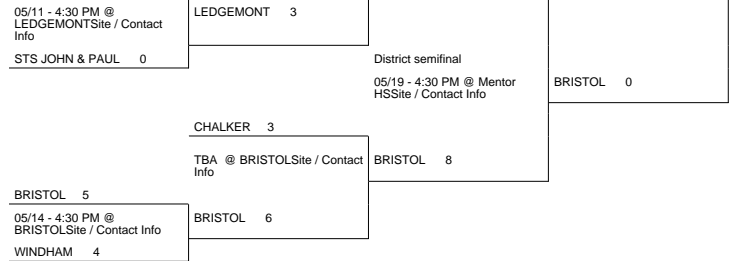 05/11 - 4:30 PM @
LEDGEMONTSite / Contact
Info
LEDGEMONT 3
STS JOHN & PAUL 0
District semifinal
05/19 - 4:30 PM @ Mentor
HSSite / Contact Info
BRISTOL 0
CHALKER 3
TBA @ BRISTOLSite / Contact
Info
BRISTOL 8
BRISTOL 5
05/14 - 4:30 PM @
BRISTOLSite / Contact Info
BRISTOL 6
WINDHAM 4